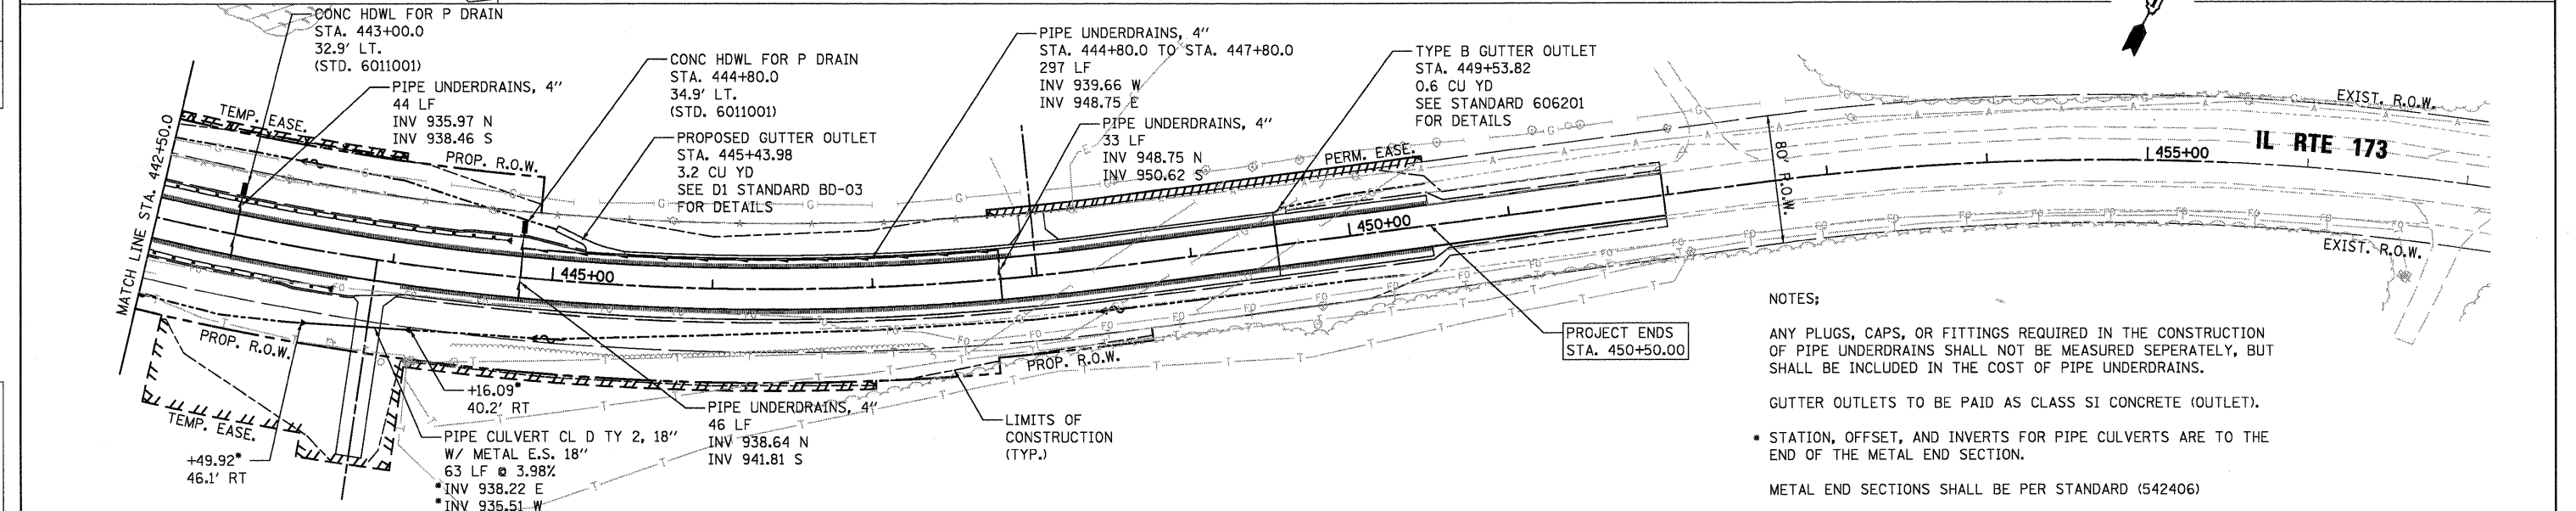 CONC HDWL FOR P DRAIN
STA. 443+00.0
32.9' LT.
(STD. 6011001)
PIPE UNDERDRAINS, 4"
44 LF
INV 935.97 N
INV 938.46 S
CONC HDWL FOR P DRAIN
STA. 444+80.0
34.9' LT.
(STD. 6011001)
PROPOSED GUTTER OUTLET
STA. 445+43.98
3.2 CU YD
SEE D1 STANDARD BD-03
FOR DETAILS
PIPE UNDERDRAINS, 4"
STA. 444+80.0 TO STA. 447+80.0
297 LF
INV 939.66 W
INV 948.75 E
PIPE UNDERDRAINS, 4"
33 LF
INV 948.75 N
INV 950.62 S
TYPE B GUTTER OUTLET
STA. 449+53.82
0.6 CU YD
SEE STANDARD 606201
FOR DETAILS
MATCH LINE STA. 442+50.0
TEMP. EASE.
PROP. R.O.W.
PERM. EASE.
EXIST. R.O.W.
IL RTE 173
80' R.O.W.
445+00
450+00
455+00
EXIST. R.O.W.
PROP. R.O.W.
TEMP. EASE.
PROP. R.O.W.
+49.92*
46.1' RT
+16.09*
40.2' RT
PIPE CULVERT CL D TY 2, 18"
W/ METAL E.S. 18"
63 LF @ 3.98%
*INV 938.22 E
*INV 935.51 W
PIPE UNDERDRAINS, 4"
46 LF
INV 938.64 N
INV 941.81 S
LIMITS OF
CONSTRUCTION
(TYP.)
PROJECT ENDS
STA. 450+50.00
NOTES;
ANY PLUGS, CAPS, OR FITTINGS REQUIRED IN THE CONSTRUCTION
OF PIPE UNDERDRAINS SHALL NOT BE MEASURED SEPERATELY, BUT
SHALL BE INCLUDED IN THE COST OF PIPE UNDERDRAINS.
GUTTER OUTLETS TO BE PAID AS CLASS SI CONCRETE (OUTLET).
* STATION, OFFSET, AND INVERTS FOR PIPE CULVERTS ARE TO THE
END OF THE METAL END SECTION.
METAL END SECTIONS SHALL BE PER STANDARD (542406)